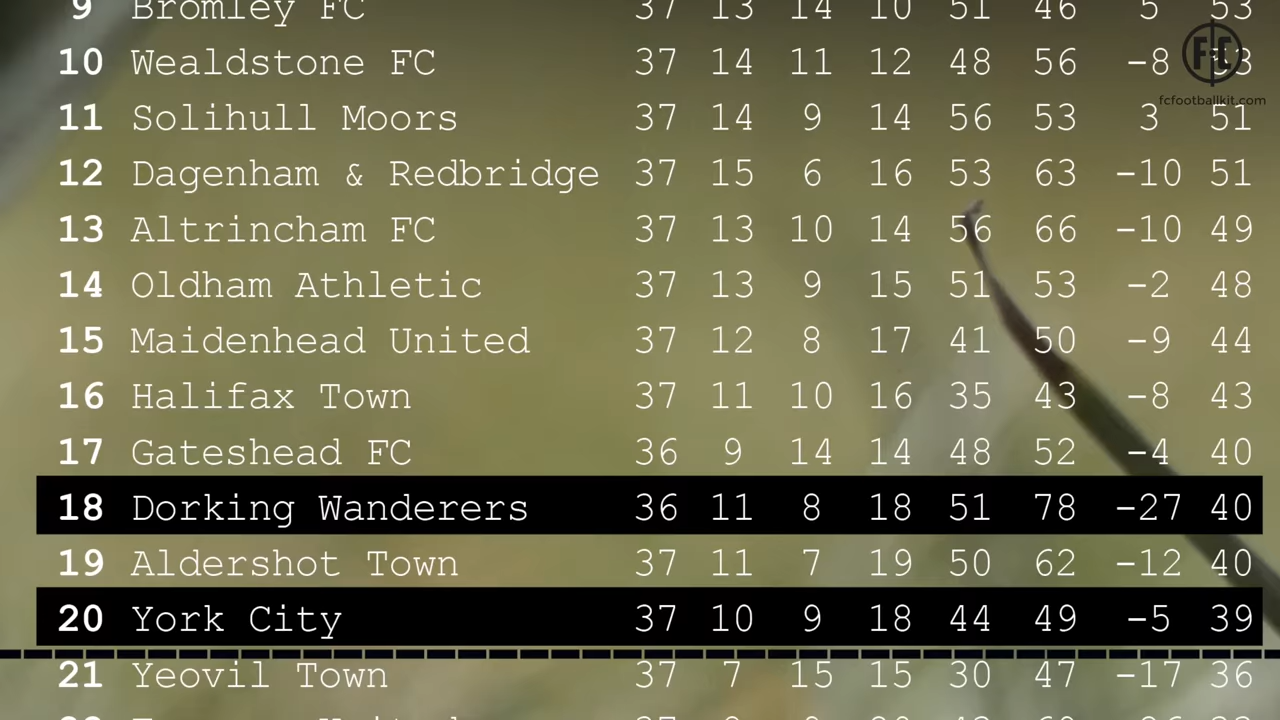 9 Bromley FC 37 13 14 10 51 46 5 53
10 Wealdstone FC 37 14 11 12 48 56 -8 53
11 Solihull Moors 37 14 9 14 56 53 3 51
12 Dagenham & Redbridge 37 15 6 16 53 63 -10 51
13 Altrincham FC 37 13 10 14 56 66 -10 49
14 Oldham Athletic 37 13 9 15 51 53 -2 48
15 Maidenhead United 37 12 8 17 41 50 -9 44
16 Halifax Town 37 11 10 16 35 43 -8 43
17 Gateshead FC 36 9 14 14 48 52 -4 40
18 Dorking Wanderers 36 11 8 18 51 78 -27 40
19 Aldershot Town 37 11 7 19 50 62 -12 40
20 York City 37 10 9 18 44 49 -5 39
21 Yeovil Town 37 7 15 15 30 47 -17 36
FC
fcfootballkit.com